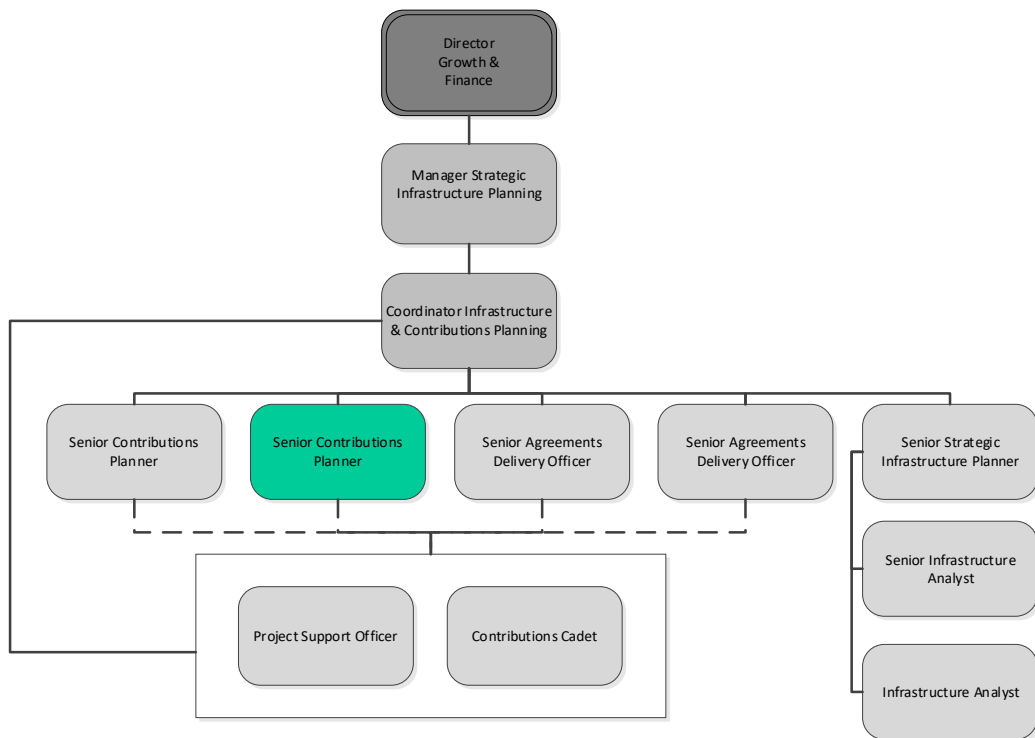 Director
Growth &
Finance
Manager Strategic
Infrastructure Planning
Coordinator Infrastructure
& Contributions Planning
Senior Contributions
Planner
Senior Contributions
Planner
Senior Agreements
Delivery Officer
Senior Agreements
Delivery Officer
Senior Strategic
Infrastructure Planner
Senior Infrastructure
Analyst
Project Support Officer
Contributions Cadet
Infrastructure Analyst